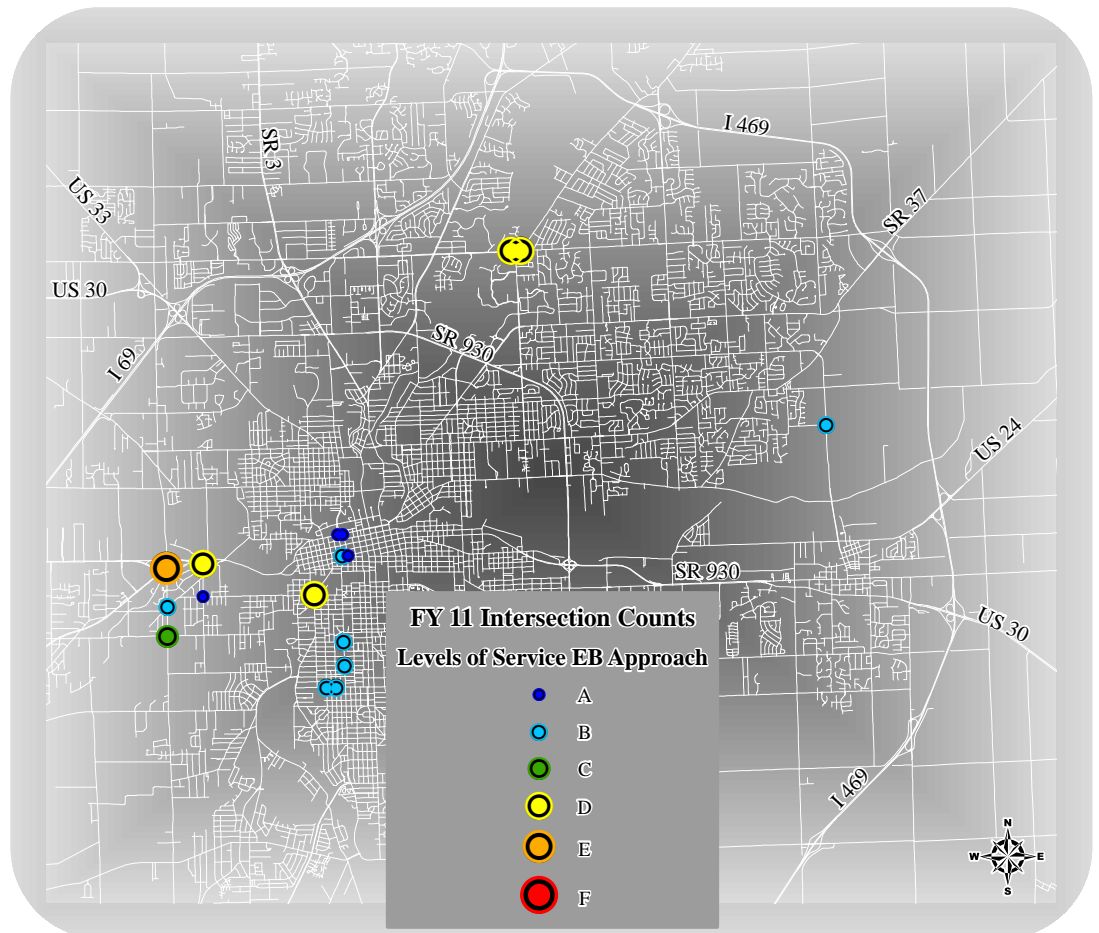 I 469
SR 3
US 33
SR 37
US 30
SR 930
I 69
US 24
SR 930
US 30
FY 11 Intersection Counts
Levels of Service EB Approach
A
B
C
D
E
F
I 469
N
W E
S